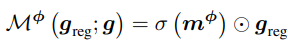 𝓜^ϕ (𝒈_reg; 𝒈) = σ (𝒎^ϕ) ⊙ 𝒈_reg